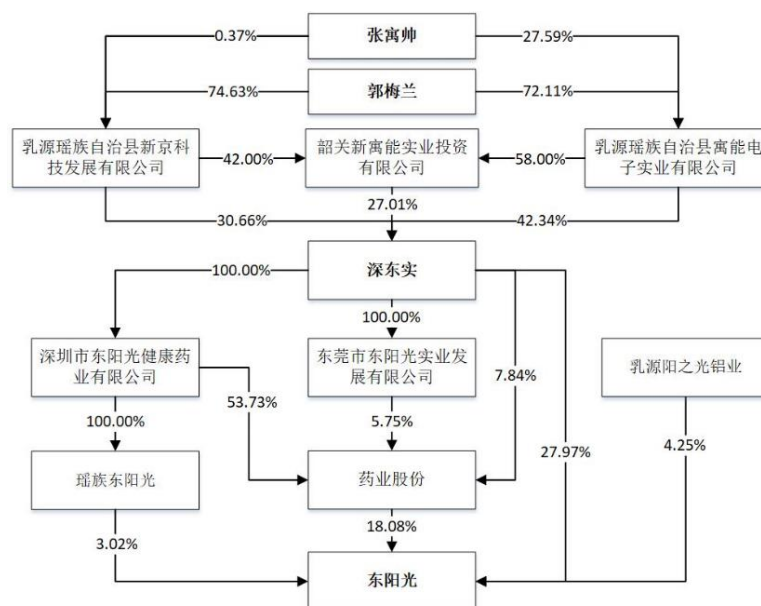 张寓帅
0.37%
27.59%
郭梅兰
74.63%
72.11%
乳源瑶族自治县新京科
技发展有限公司
42.00%
韶关新寓能实业投资
有限公司
58.00%
乳源瑶族自治县寓能电
子实业有限公司
27.01%
30.66%
42.34%
深东实
100.00%
100.00%
深圳市东阳光健康药
业有限公司
东莞市东阳光实业发
展有限公司
7.84%
乳源阳之光铝业
53.73%
100.00%
5.75%
27.97%
4.25%
瑶族东阳光
药业股份
18.08%
3.02%
东阳光